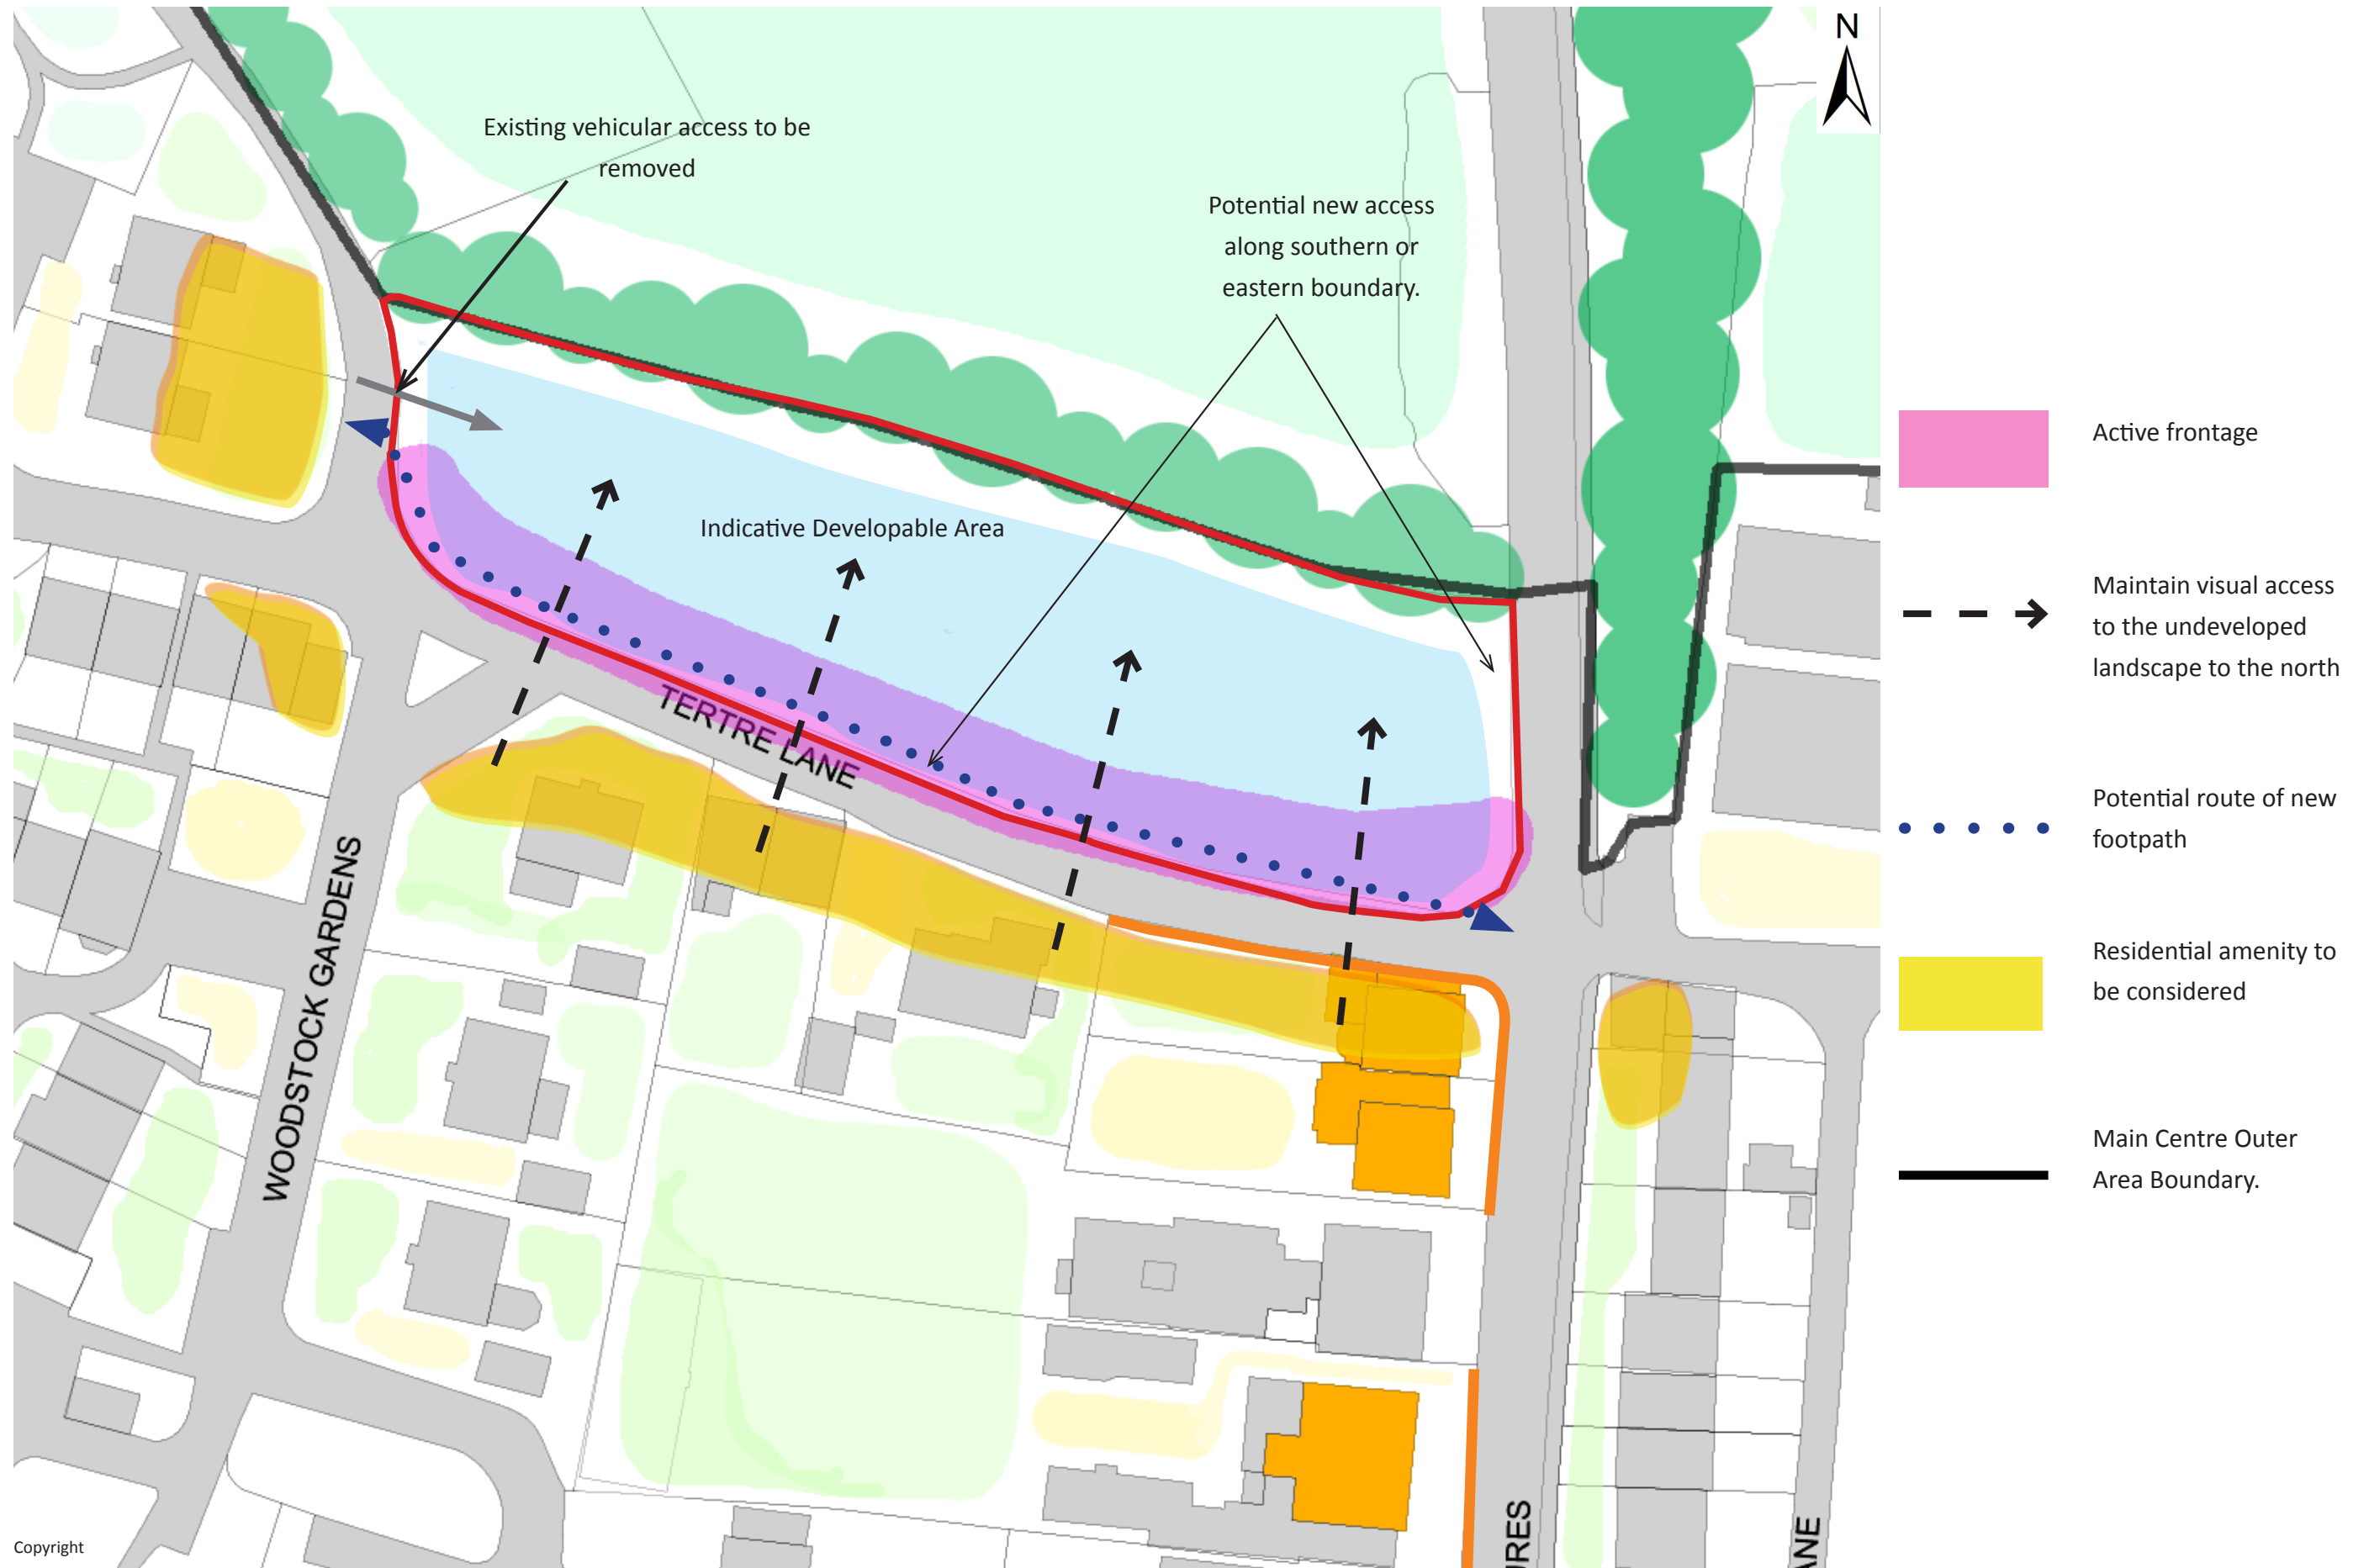 N
Existing vehicular access to be
removed
Potential new access
along southern or
eastern boundary.
Indicative Developable Area
TERTRE LANE
WOODSTOCK GARDENS
URES
ANE
Copyright
Active frontage
Maintain visual access
to the undeveloped
landscape to the north
Potential route of new
footpath
Residential amenity to
be considered
Main Centre Outer
Area Boundary.